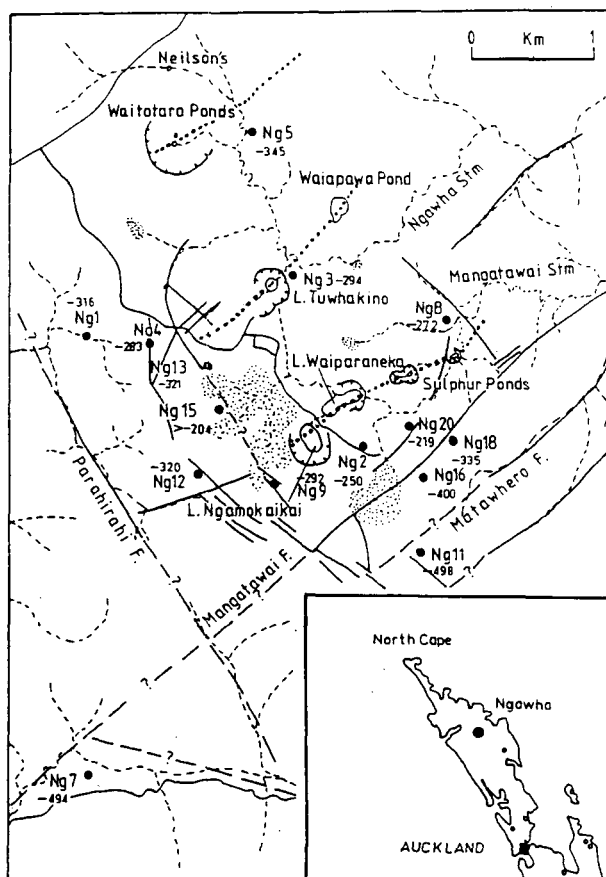 0 Km 1
Neilson's
Waitotara Ponds
Ng5
-345
Waiapawa Pond
Ngawha Stm
Ng3 -294
L. Tuwhakino
Mangatawai Stm
-316
Ng1
Ng4
-283
Ng8
-272
Ng13
-321
L. Waiparaneka
Sulphur Ponds
Ng15
>-204
Ng20
-219
Ng18
-335
Ng2
-250
-320
Ng12
-292
Ng9
Ng16
-400
L. Ngamokaikai
Matawhero F.
?
Parahirahi F.
Ng11
-498
?
?
Mangatawai F.
?
?
?
?
Ng7
-494
North Cape
Ngawha
AUCKLAND